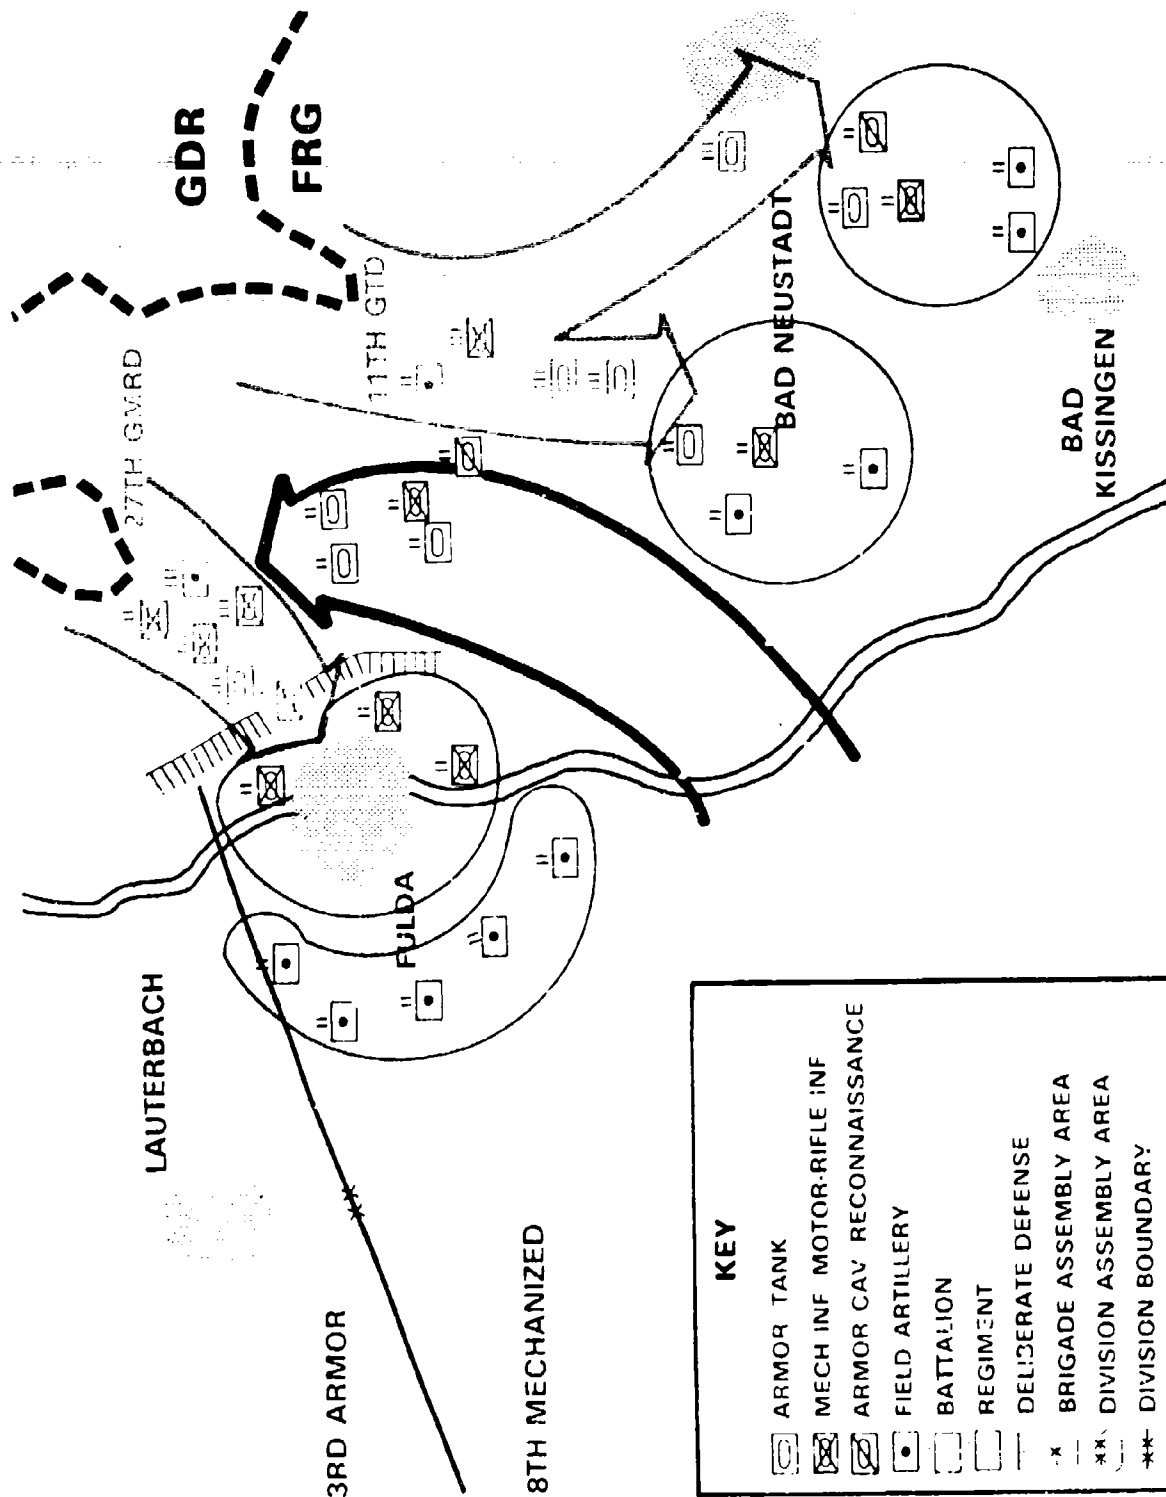 GDR
FRG
27TH GMRD
11TH GTD
LAUTERBACH
FULDA
BAD NEUSTADT
BAD
KISSINGEN
3RD ARMOR
8TH MECHANIZED
KEY
ARMOR TANK
MECH INF MOTOR-RIFLE INF
ARMOR CAV RECONNAISSANCE
FIELD ARTILLERY
BATTALION
REGIMENT
DELIBERATE DEFENSE
BRIGADE ASSEMBLY AREA
DIVISION ASSEMBLY AREA
DIVISION BOUNDARY